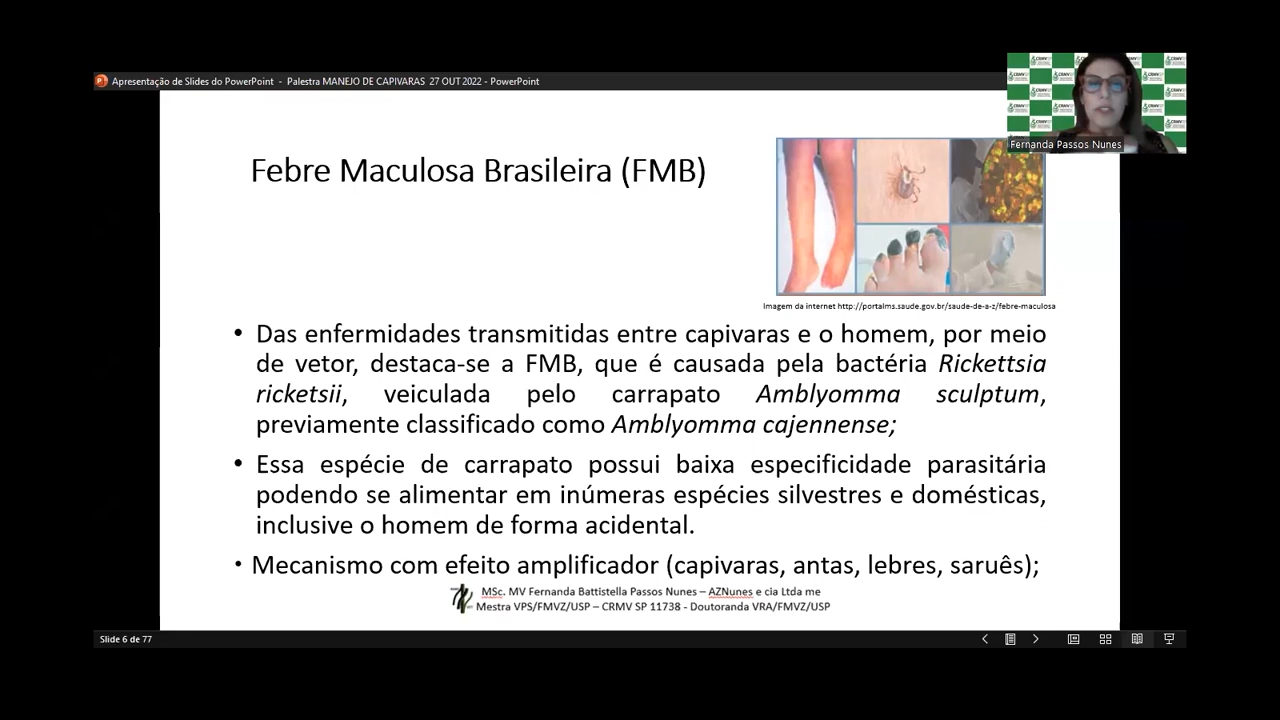 Apresentação de Slides do PowerPoint - Palestra MANEJO DE CAPIVARAS 27 OUT 2022 - PowerPoint
Fernanda Passos Nunes
Febre Maculosa Brasileira (FMB)
Imagem da internet http://portalms.saude.gov.br/saude-de-a-z/febre-maculosa
• Das enfermidades transmitidas entre capivaras e o homem, por meio
de vetor, destaca-se a FMB, que é causada pela bactéria Rickettsia
ricketsii, veiculada pelo carrapato Amblyomma sculptum,
previamente classificado como Amblyomma cajennense;
• Essa espécie de carrapato possui baixa especificidade parasitária
podendo se alimentar em inúmeras espécies silvestres e domésticas,
inclusive o homem de forma acidental.
• Mecanismo com efeito amplificador (capivaras, antas, lebres, saruês);
MSc. MV Fernanda Battistella Passos Nunes – AZNunes e cia Ltda me
Mestra VPS/FMVZ/USP – CRMV SP 11738 - Doutoranda VRA/FMVZ/USP
Slide 6 de 77